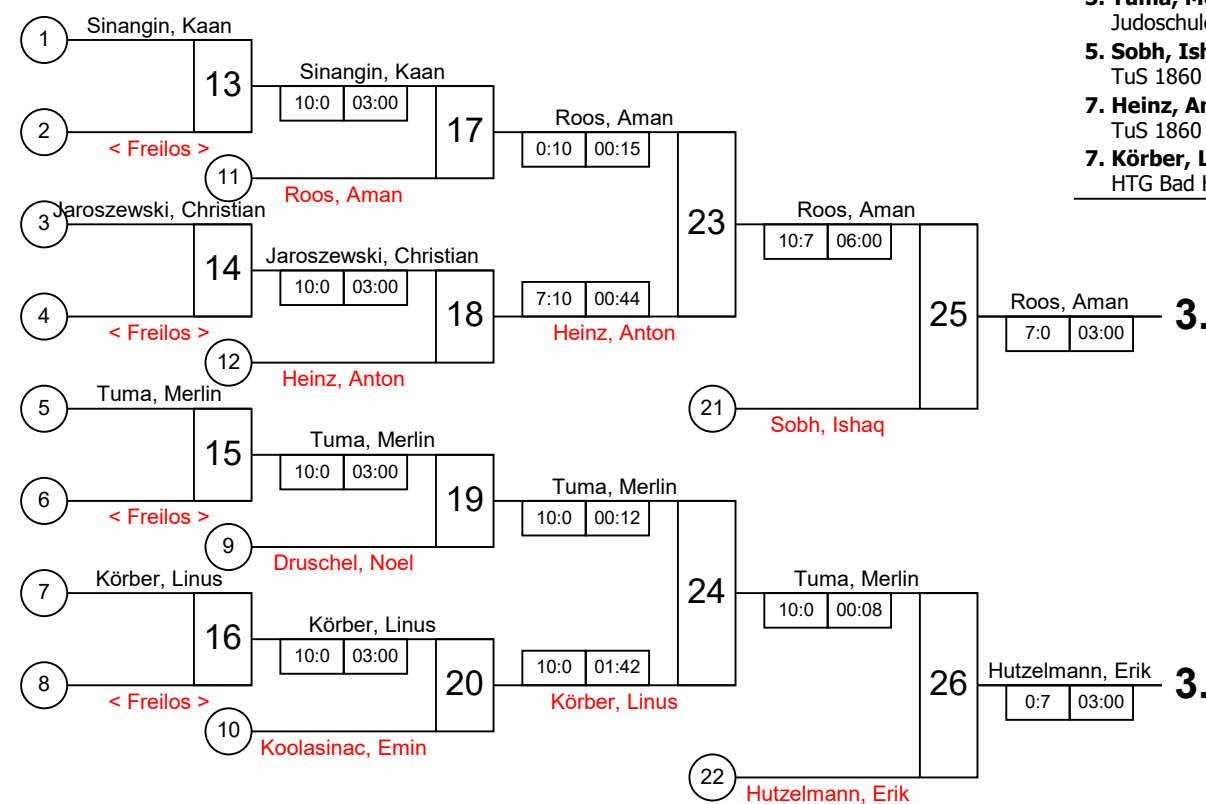 3. Tuma, Me
Judoschule
5. Sobh, Ish
TuS 1860
7. Heinz, An
TuS 1860
7. Körber, L
HTG Bad H
1
Sinangin, Kaan
13
Sinangin, Kaan
10:0 03:00
2
< Freilos >
17
Roos, Aman
0:10 00:15
11
Roos, Aman
3
Jaroszewski, Christian
23
Roos, Aman
10:7 06:00
14
Jaroszewski, Christian
10:0 03:00
4
< Freilos >
18
7:10 00:44
Heinz, Anton
12
Heinz, Anton
25
Roos, Aman
7:0 03:00
3.
5
Tuma, Merlin
21
Sobh, Ishaq
15
Tuma, Merlin
10:0 03:00
6
< Freilos >
19
Tuma, Merlin
10:0 00:12
9
Druschel, Noel
7
Körber, Linus
24
Tuma, Merlin
10:0 00:08
16
Körber, Linus
10:0 03:00
8
< Freilos >
20
10:0 01:42
Körber, Linus
10
Koolasinac, Emin
26
Hutzelmann, Erik
0:7 03:00
3.
22
Hutzelmann, Erik